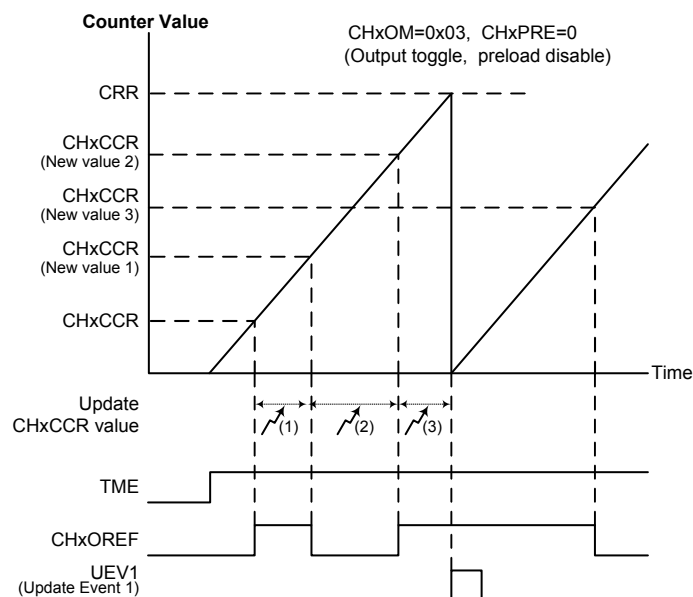 Counter Value
CHxOM=0x03, CHxPRE=0
(Output toggle, preload disable)
CRR
CHxCCR
(New value 2)
CHxCCR
(New value 3)
CHxCCR
(New value 1)
CHxCCR
Time
Update
CHxCCR value
(1)
(2)
(3)
TME
CHxOREF
UEV1
(Update Event 1)